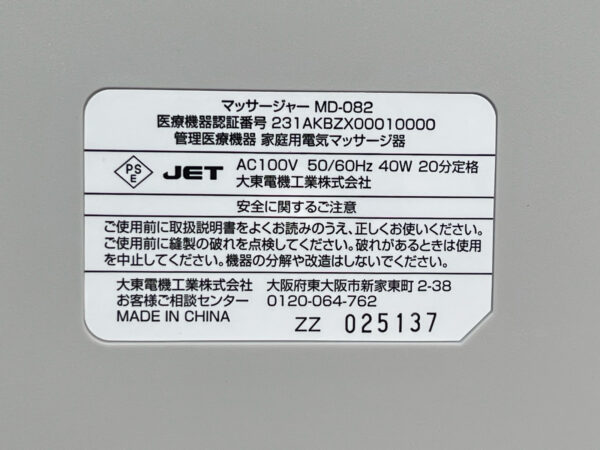 マッサージャー MD-082
医療機器認証番号 231AKBZX00010000
管理医療機器 家庭用電気マッサージ器
PS
E
JET
AC100V 50/60Hz 40W 20分定格
大東電機工業株式会社
安全に関するご注意
ご使用前に取扱説明書をよくお読みのうえ、正しくお使いください。
ご使用前に縫製の破れを点検してください。破れがあるときは使用
を中止してください。機器の分解や改造はしないでください。
大東電機工業株式会社 大阪府東大阪市新家東町 2-38
お客様ご相談センター 0120-064-762
MADE IN CHINA
ZZ 025137